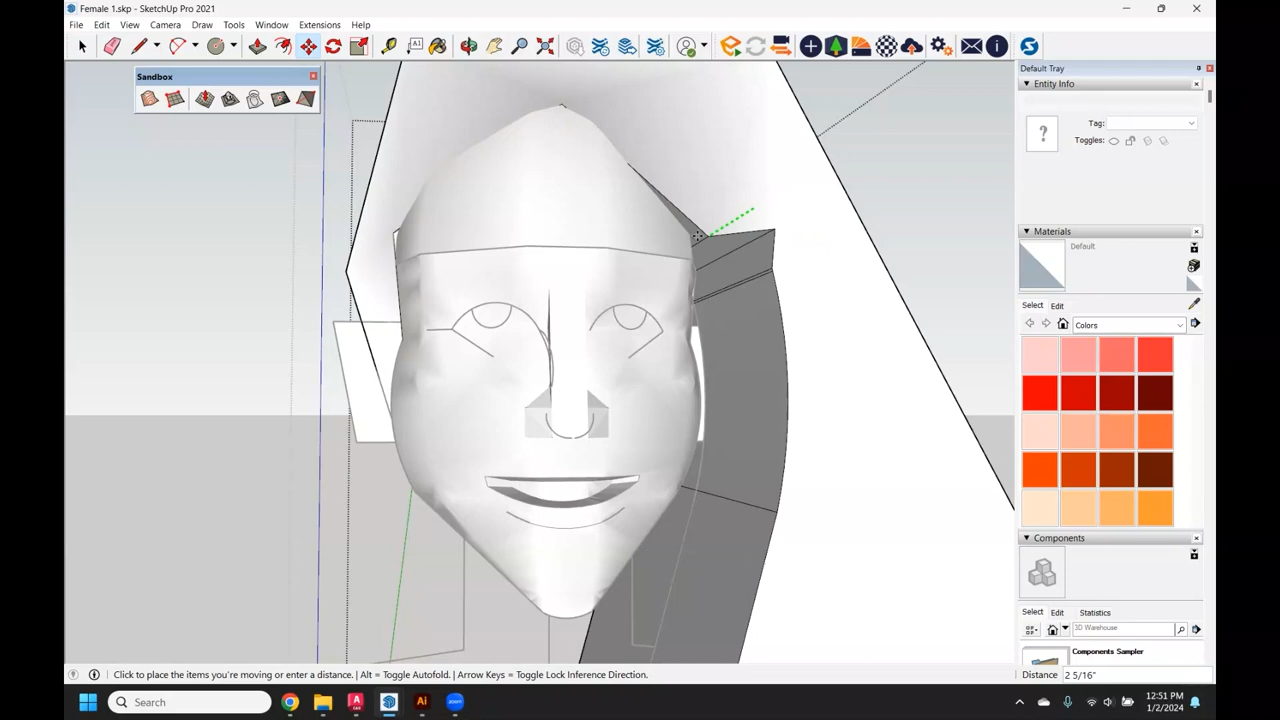 Female 1.skp - SketchUp Pro 2021
File Edit View Camera Draw Tools Window Extensions Help
Sandbox
Default Tray
Entity Info
Tag:
?
Toggles:
Materials
Default
Select Edit
Colors
Components
Select Edit Statistics
3D Warehouse
Components Sampler
Click to place the items you're moving or enter a distance. | Alt = Toggle Autofold. | Arrow Keys = Toggle Lock Inference Direction.
Distance 2 5/16"
Search
12:51 PM
1/2/2024